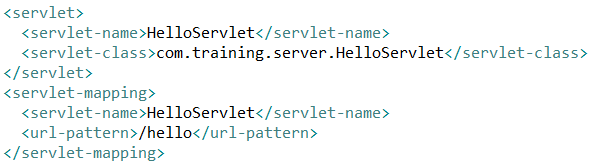 <servlet>
  <servlet-name>HelloServlet</servlet-name>
  <servlet-class>com.training.server.HelloServlet</servlet-class>
</servlet>
<servlet-mapping>
  <servlet-name>HelloServlet</servlet-name>
  <url-pattern>/hello</url-pattern>
</servlet-mapping>